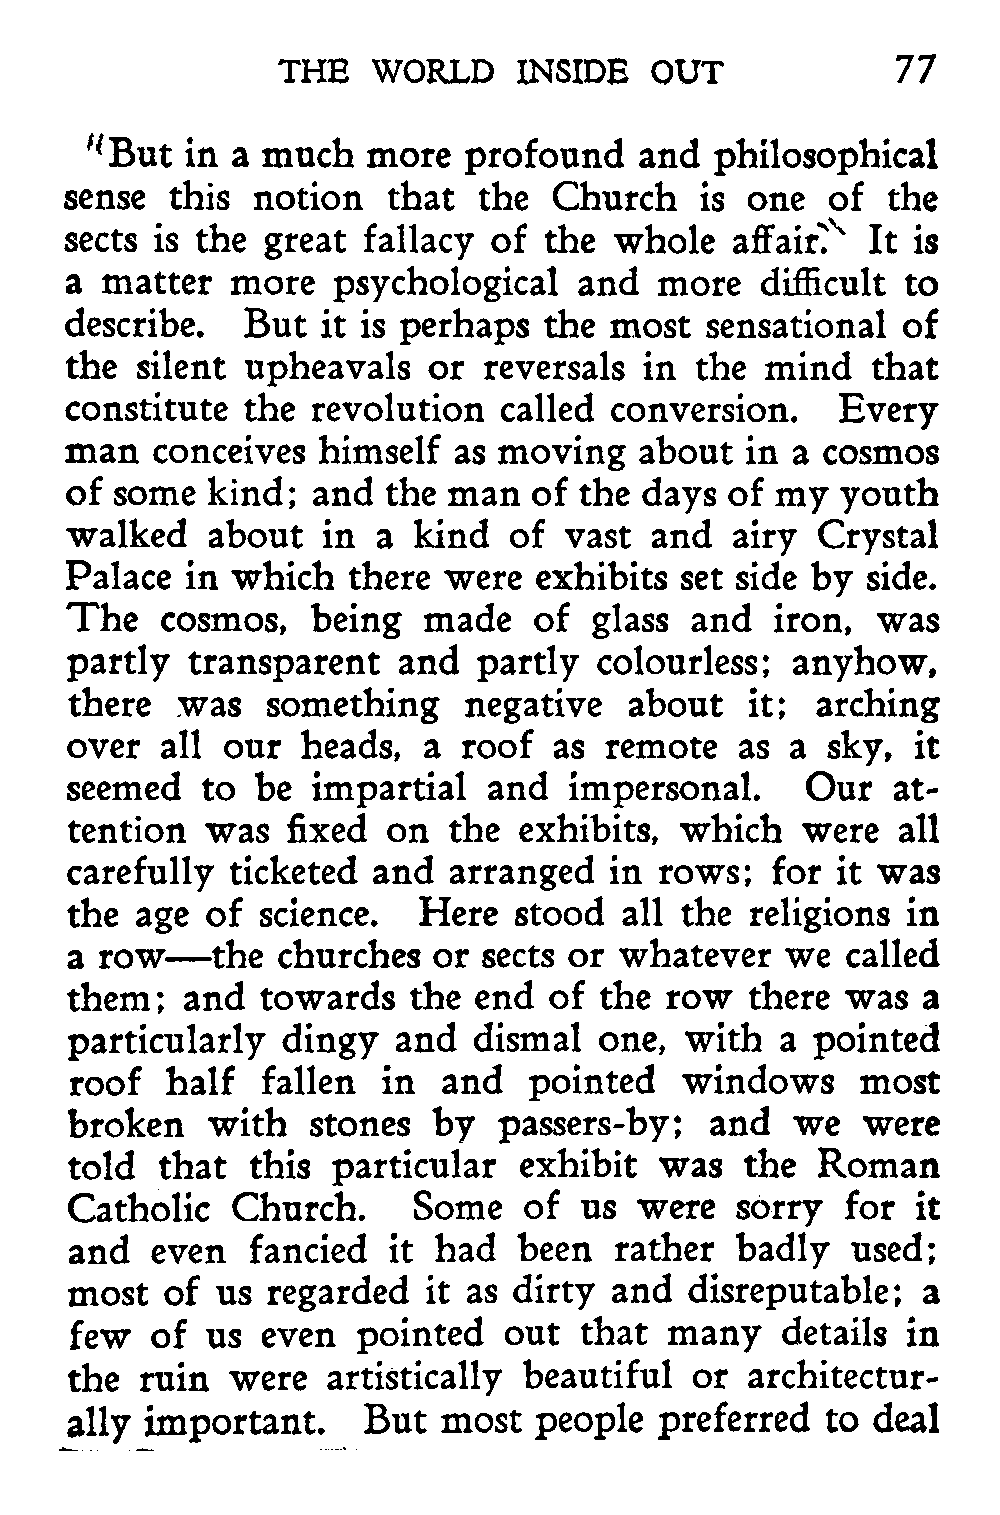 THE WORLD INSIDE OUT 77
"But in a much more profound and philosophical
sense this notion that the Church is one of the
sects is the great fallacy of the whole affair." It is
a matter more psychological and more difficult to
describe. But it is perhaps the most sensational of
the silent upheavals or reversals in the mind that
constitute the revolution called conversion. Every
man conceives himself as moving about in a cosmos
of some kind; and the man of the days of my youth
walked about in a kind of vast and airy Crystal
Palace in which there were exhibits set side by side.
The cosmos, being made of glass and iron, was
partly transparent and partly colourless; anyhow,
there was something negative about it; arching
over all our heads, a roof as remote as a sky, it
seemed to be impartial and impersonal. Our at-
tention was fixed on the exhibits, which were all
carefully ticketed and arranged in rows; for it was
the age of science. Here stood all the religions in
a row—the churches or sects or whatever we called
them; and towards the end of the row there was a
particularly dingy and dismal one, with a pointed
roof half fallen in and pointed windows most
broken with stones by passers-by; and we were
told that this particular exhibit was the Roman
Catholic Church. Some of us were sorry for it
and even fancied it had been rather badly used;
most of us regarded it as dirty and disreputable; a
few of us even pointed out that many details in
the ruin were artistically beautiful or architectur-
ally important. But most people preferred to deal